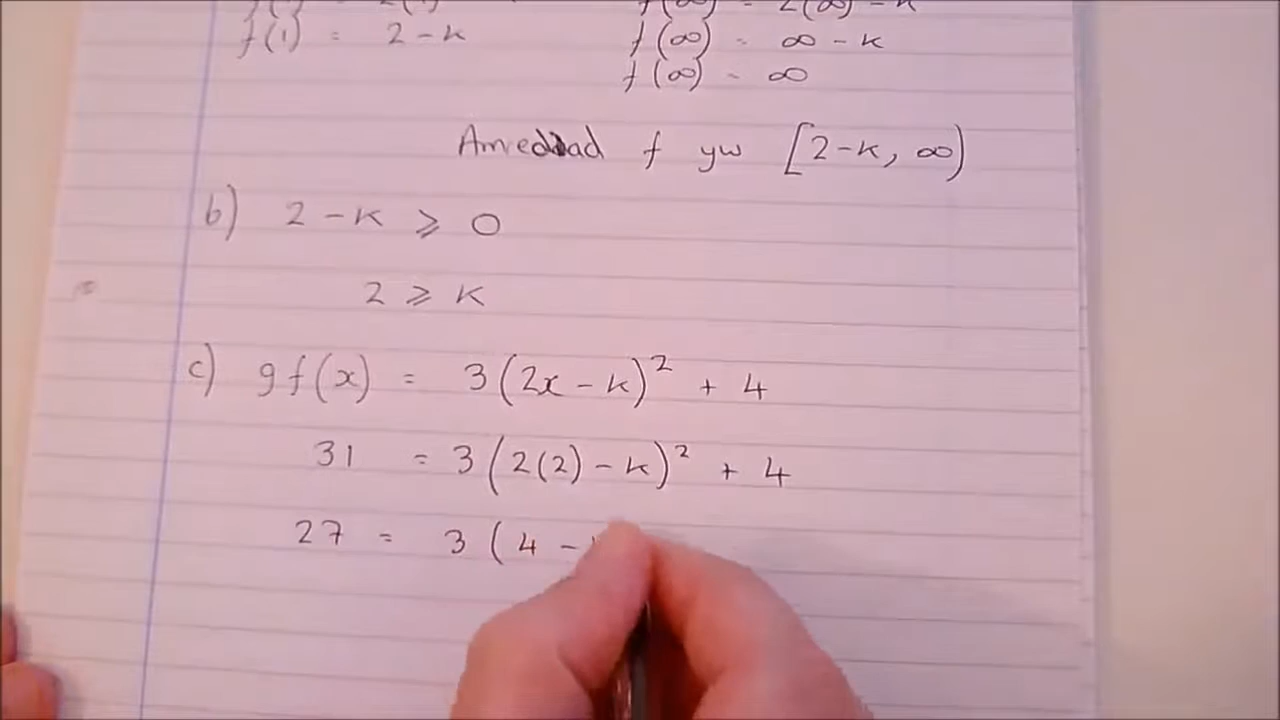 f(1) = 2 - k
f(∞) = ∞ - k
f(∞) = ∞
Amediad f yw [2-k, ∞)
b) 2 - k ⩾ 0
2 ⩾ k
c) gf(x) = 3(2x - k)² + 4
31 = 3(2(2) - k)² + 4
27 = 3(4 -